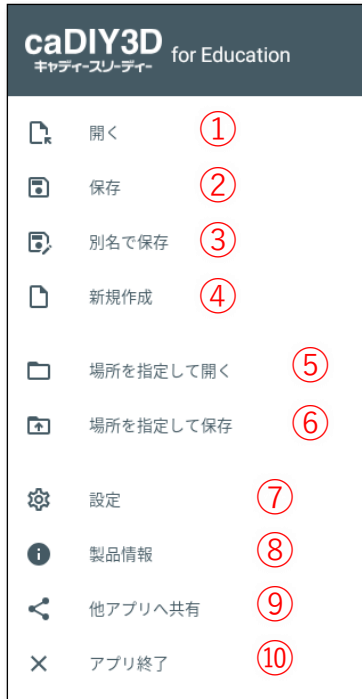 caDIY3D for Education
キャディースリーディー
開く ①
保存 ②
別名で保存 ③
新規作成 ④
場所を指定して開く ⑤
場所を指定して保存 ⑥
設定 ⑦
製品情報 ⑧
他アプリへ共有 ⑨
アプリ終了 ⑩